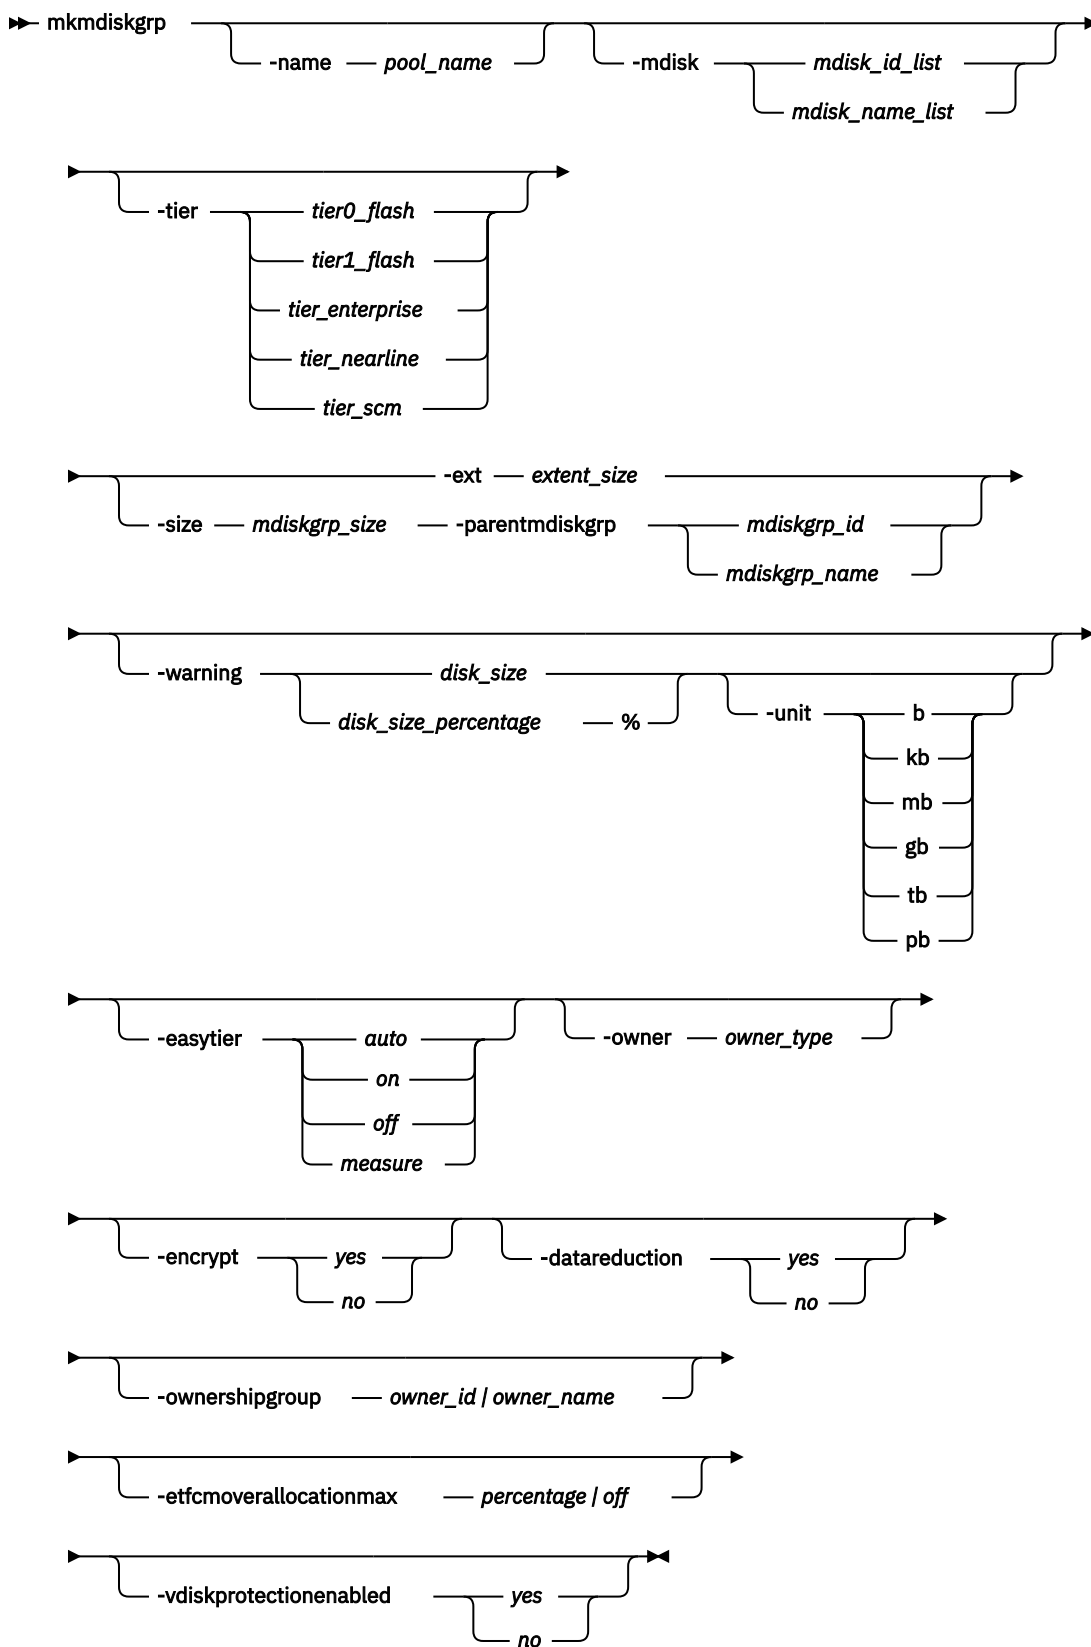 mkmdiskgrp
-name pool_name -mdisk mdisk_id_list
mdisk_name_list
-tier tier0_flash
tier1_flash
tier_enterprise
tier_nearline
tier_scm
-ext extent_size
-size mdiskgrp_size -parentmdiskgrp mdiskgrp_id
mdiskgrp_name
-warning disk_size
disk_size_percentage %
-unit b
kb
mb
gb
tb
pb
-easytier auto
on
off
measure
-owner owner_type
-encrypt yes
no
-datareduction yes
no
-ownershipgroup owner_id | owner_name
-etfcmoverallocationmax percentage | off
-vdiskprotectionenabled yes
no